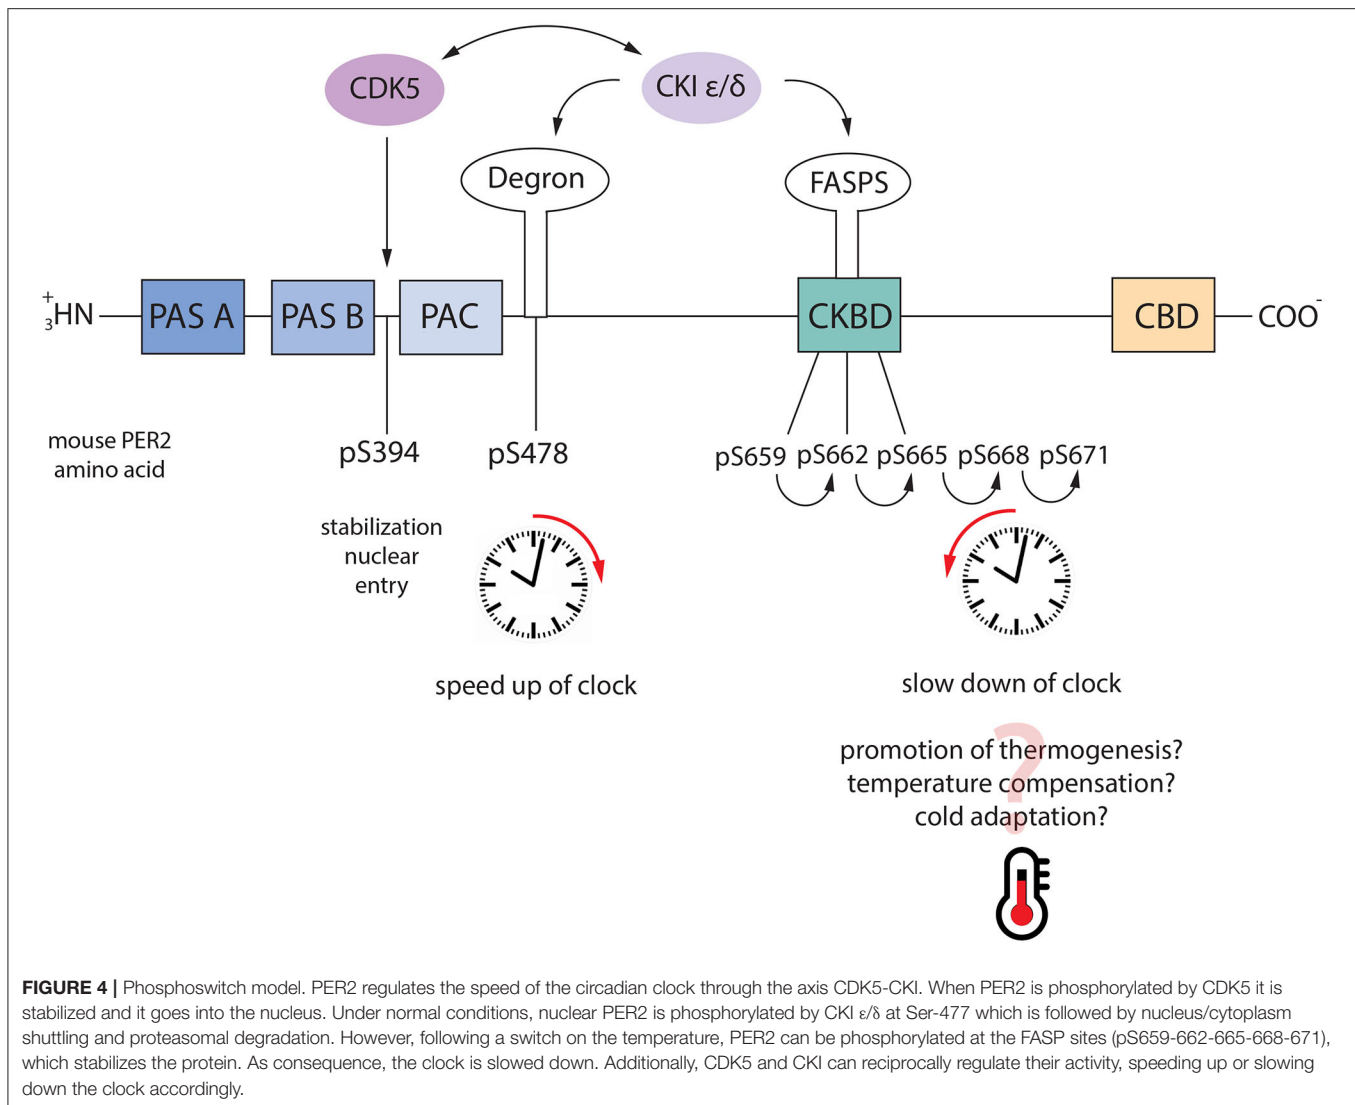 CDK5
CKI ε/δ
Degron
FASPS
+
3HN
PAS A
PAS B
PAC
CKBD
CBD
COO-
mouse PER2
amino acid
pS394
pS478
pS659
pS662
pS665
pS668
pS671
stabilization
nuclear
entry
speed up of clock
slow down of clock
?
promotion of thermogenesis?
temperature compensation?
cold adaptation?
FIGURE 4 | Phosphoswitch model. PER2 regulates the speed of the circadian clock through the axis CDK5-CKI. When PER2 is phosphorylated by CDK5 it is
stabilized and it goes into the nucleus. Under normal conditions, nuclear PER2 is phosphorylated by CKI ε/δ at Ser-477 which is followed by nucleus/cytoplasm
shuttling and proteasomal degradation. However, following a switch on the temperature, PER2 can be phosphorylated at the FASP sites (pS659-662-665-668-671),
which stabilizes the protein. As consequence, the clock is slowed down. Additionally, CDK5 and CKI can reciprocally regulate their activity, speeding up or slowing
down the clock accordingly.